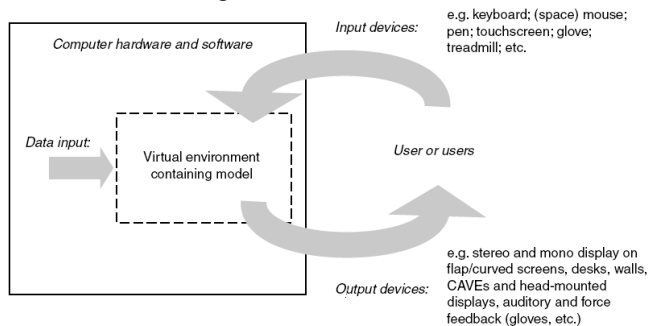 Computer hardware and software
Input devices:
e.g. keyboard; (space) mouse;
pen; touchscreen; glove;
treadmill; etc.
Data input:
Virtual environment
containing model
User or users
Output devices:
e.g. stereo and mono display on
flap/curved screens, desks, walls,
CAVEs and head-mounted
displays, auditory and force
feedback (gloves, etc.)